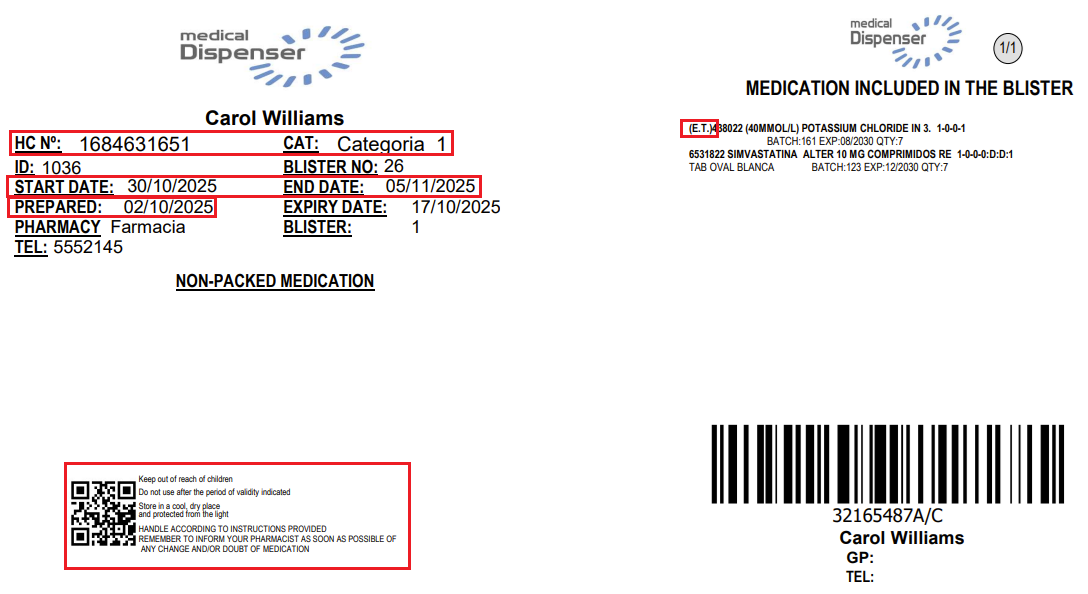 medical
Dispenser
Carol Williams
HC Nº: 1684631651 CAT: Categoria 1
ID: 1036 BLISTER NO: 26
START DATE: 30/10/2025 END DATE: 05/11/2025
PREPARED: 02/10/2025 EXPIRY DATE: 17/10/2025
PHARMACY Farmacia BLISTER: 1
TEL: 5552145
NON-PACKED MEDICATION
Keep out of reach of children
Do not use after the period of validity indicated
Store in a cool, dry place
and protected from the light
HANDLE ACCORDING TO INSTRUCTIONS PROVIDED
REMEMBER TO INFORM YOUR PHARMACIST AS SOON AS POSSIBLE OF
ANY CHANGE AND/OR DOUBT OF MEDICATION
medical
Dispenser
1/1
MEDICATION INCLUDED IN THE BLISTER
(E.T.)438022 (40MMOL/L) POTASSIUM CHLORIDE IN 3. 1-0-0-1
BATCH:161 EXP:08/2030 QTY:7
6531822 SIMVASTATINA ALTER 10 MG COMPRIMIDOS RE 1-0-0-0:D:D:1
TAB OVAL BLANCA BATCH:123 EXP:12/2030 QTY:7
32165487A/C
Carol Williams
GP:
TEL: